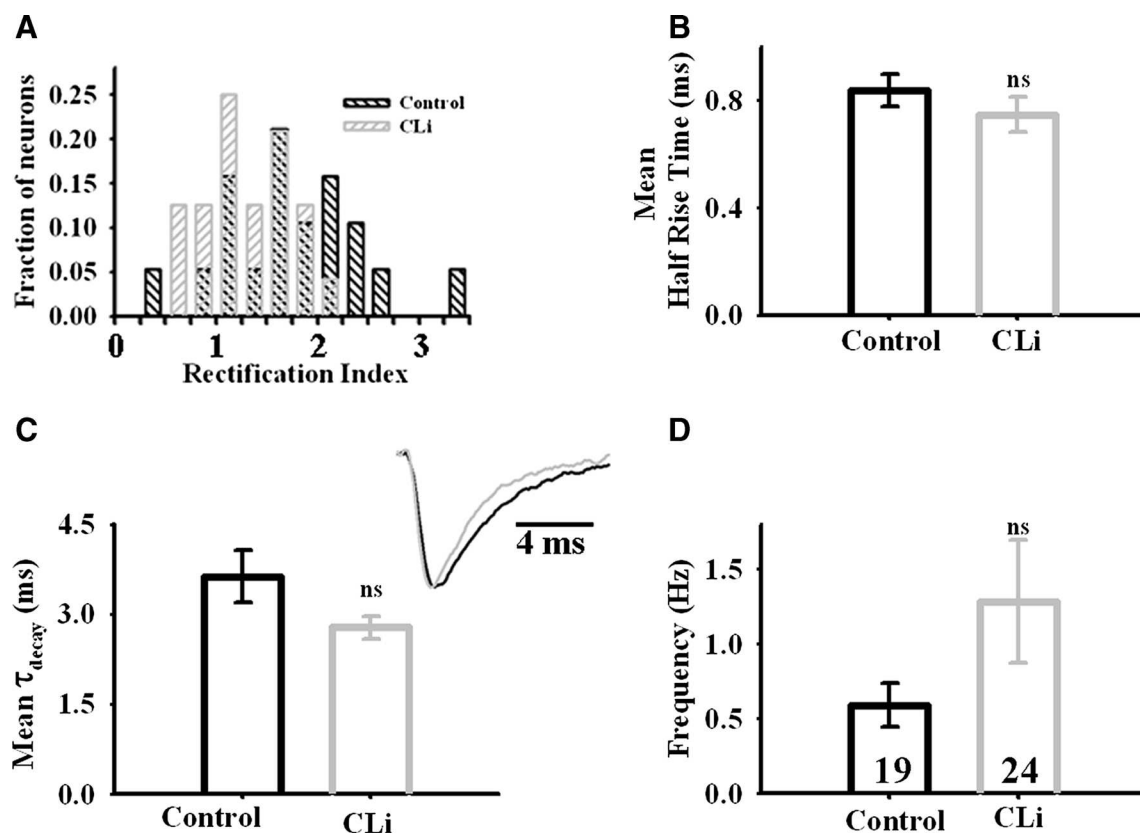 A
Fraction of neurons
0.25
0.20
0.15
0.10
0.05
0.00
Control
CLi
0 1 2 3
Rectification Index
B
Mean
Half Rise Time (ms)
0.8
0.4
0.0
ns
Control CLi
C
Mean τdecay (ms)
4.5
3.0
1.5
0.0
ns
4 ms
Control CLi
D
Frequency (Hz)
1.5
1.0
0.5
0.0
ns
19 24
Control CLi